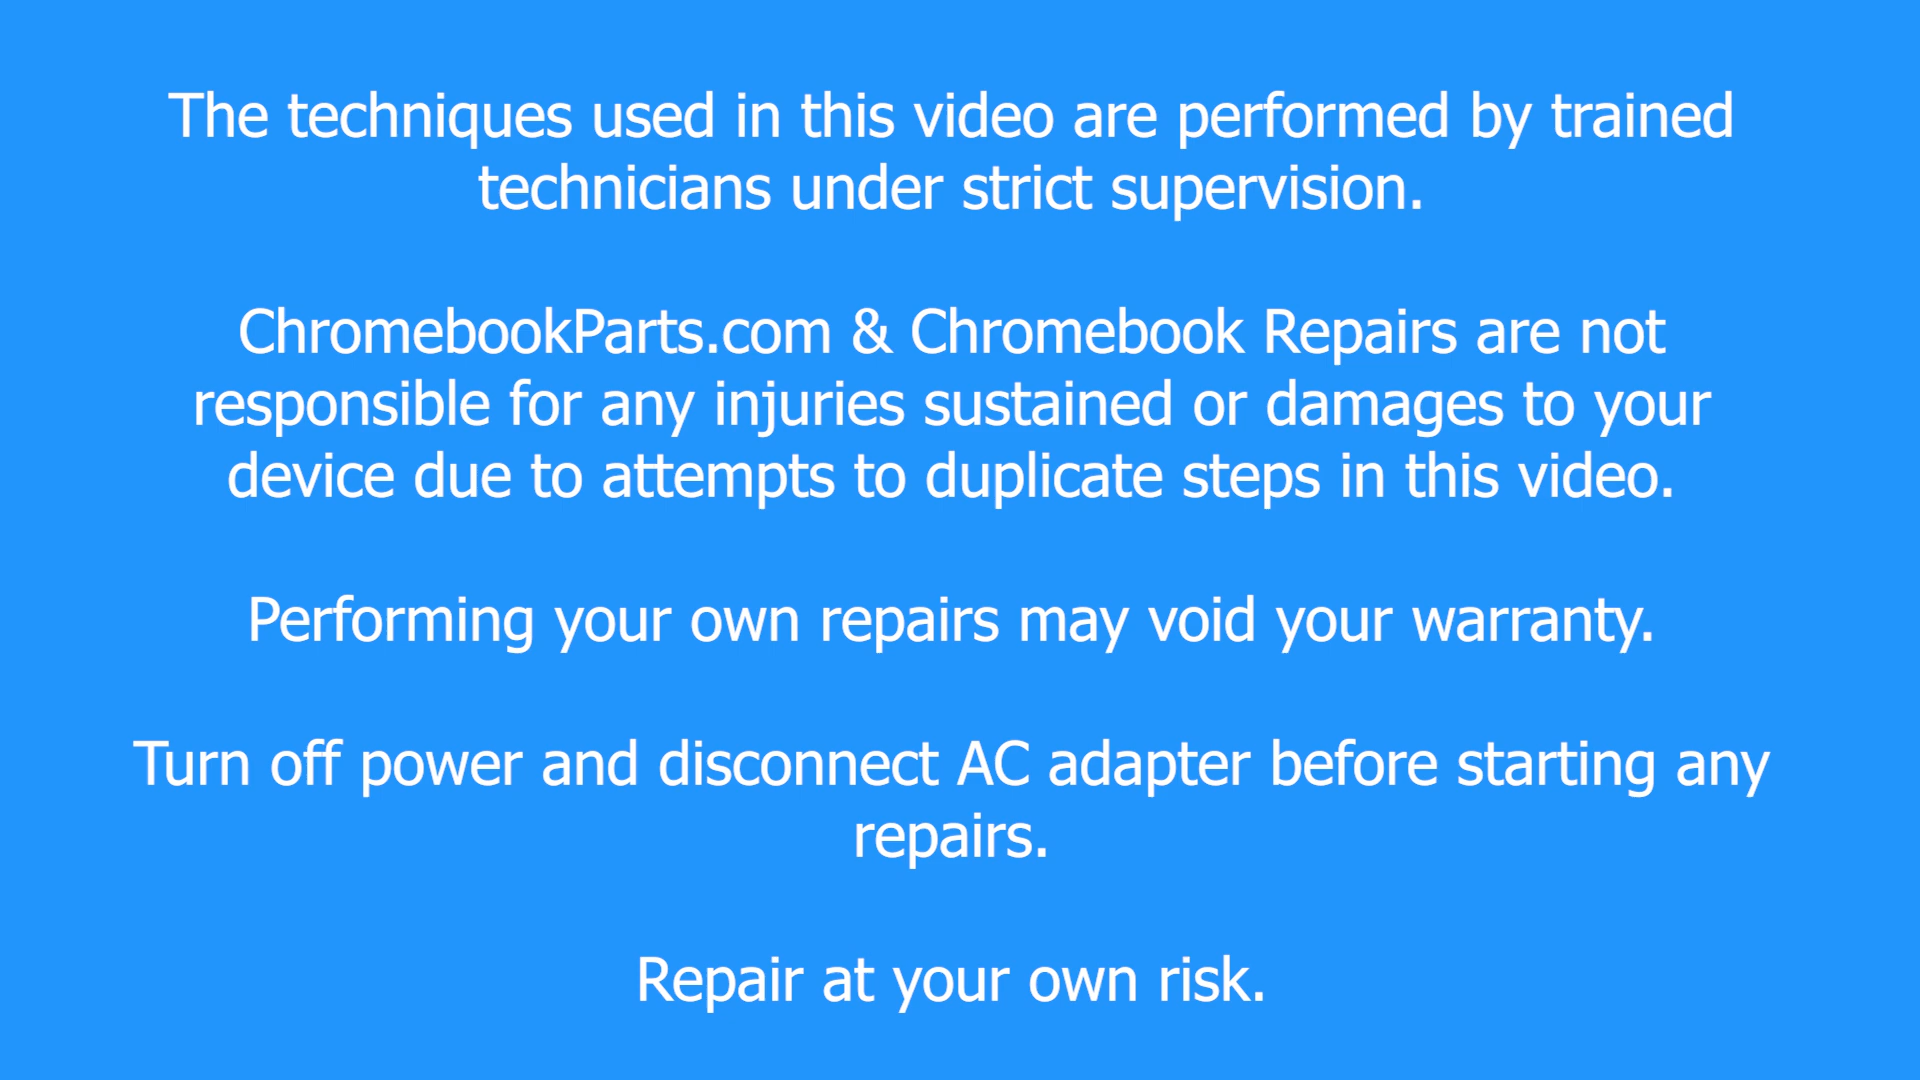 The techniques used in this video are performed by trained
technicians under strict supervision.
ChromebookParts.com & Chromebook Repairs are not
responsible for any injuries sustained or damages to your
device due to attempts to duplicate steps in this video.
Performing your own repairs may void your warranty.
Turn off power and disconnect AC adapter before starting any
repairs.
Repair at your own risk.